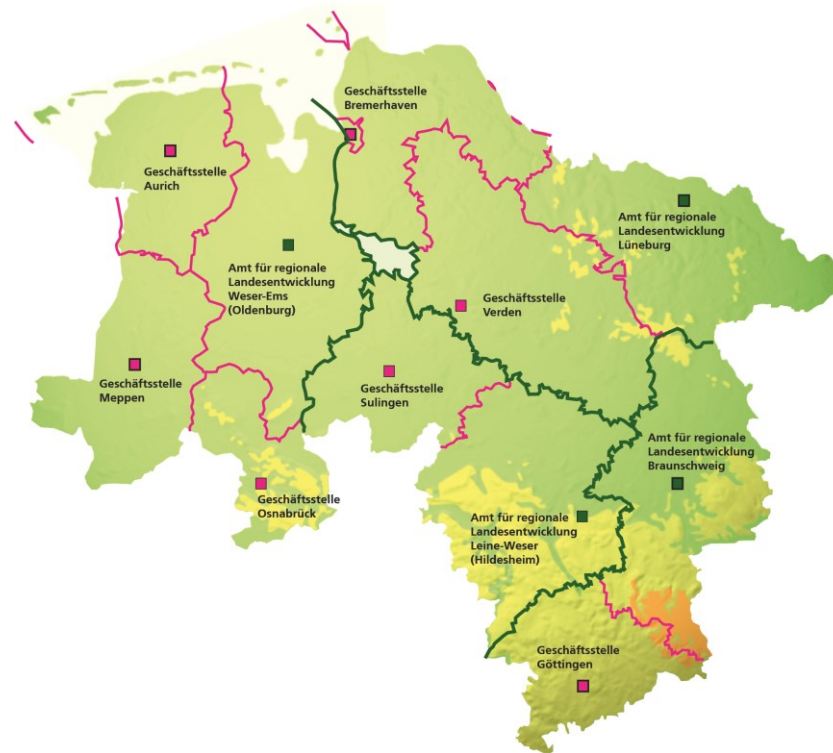 Geschäftsstelle
Bremerhaven
Geschäftsstelle
Aurich
Amt für regionale
Landesentwicklung
Lüneburg
Amt für regionale
Landesentwicklung
Weser-Ems
(Oldenburg)
Geschäftsstelle
Verden
Geschäftsstelle
Meppen
Geschäftsstelle
Sulingen
Amt für regionale
Landesentwicklung
Braunschweig
Geschäftsstelle
Osnabrück
Amt für regionale
Landesentwicklung
Leine-Weser
(Hildesheim)
Geschäftsstelle
Göttingen